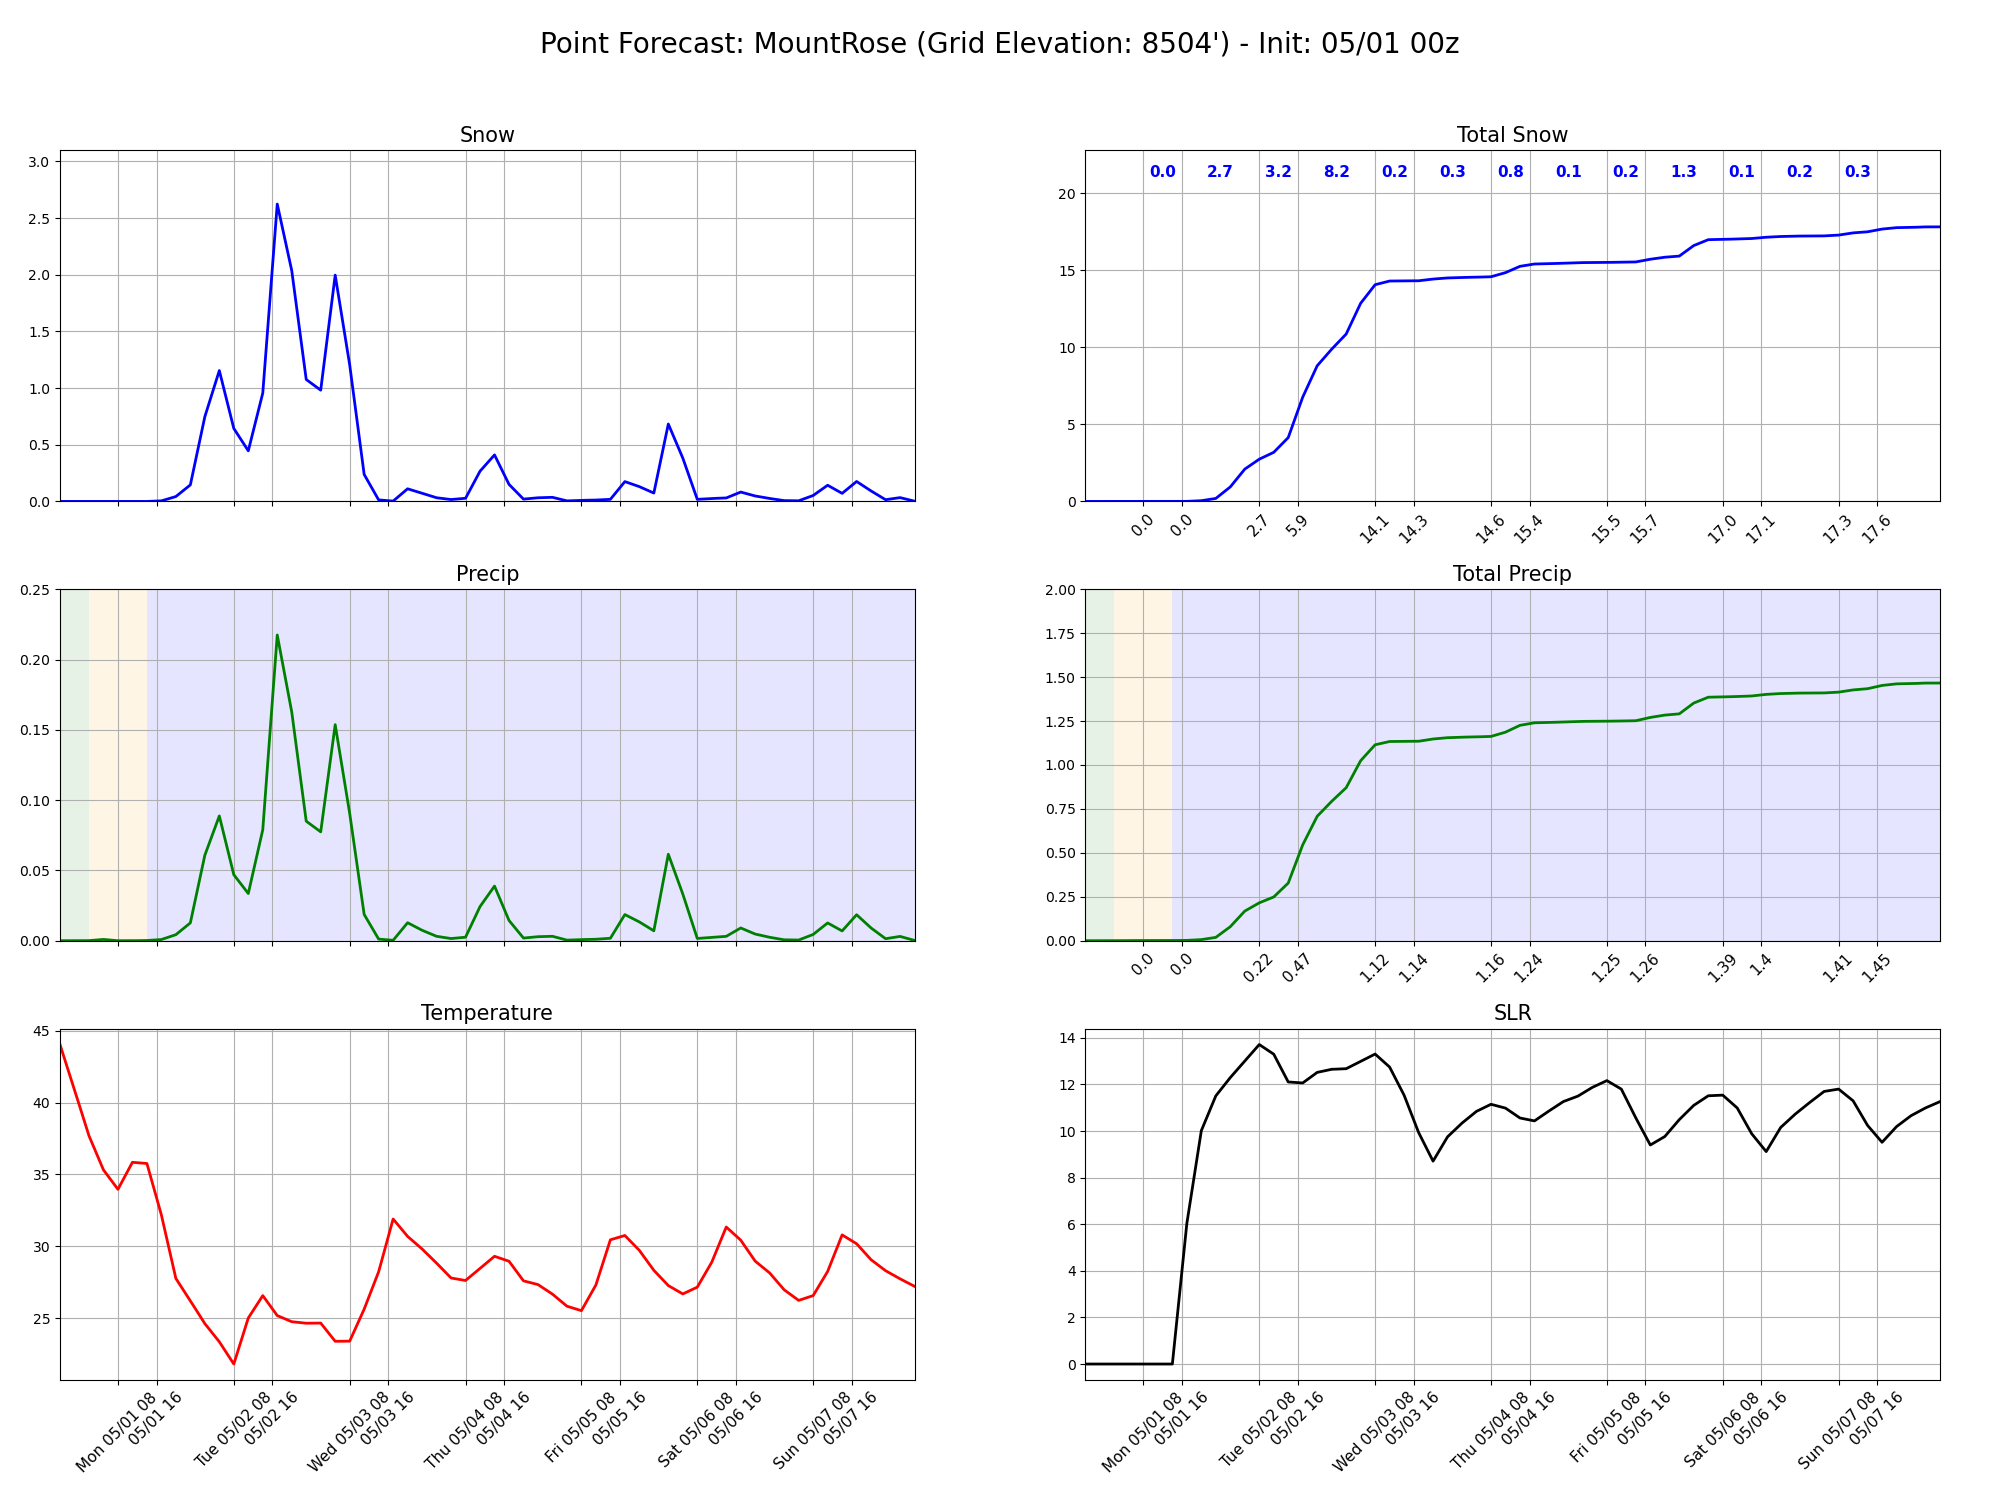 Point Forecast: MountRose (Grid Elevation: 8504') - Init: 05/01 00z
Snow
3.0
2.5
2.0
1.5
1.0
0.5
0.0
Total Snow
0.0 2.7 3.2 8.2 0.2 0.3 0.8 0.1 0.2 1.3 0.1 0.2 0.3
20
15
10
5
0
0.0 0.0 2.7 5.9 14.1 14.3 14.6 15.4 15.5 15.7 17.0 17.1 17.3 17.6
Precip
0.25
0.20
0.15
0.10
0.05
0.00
Total Precip
2.00
1.75
1.50
1.25
1.00
0.75
0.50
0.25
0.00
0.0 0.0 0.22 0.47 1.12 1.14 1.16 1.24 1.25 1.26 1.39 1.4 1.41 1.45
Temperature
45
40
35
30
25
Mon 05/01 08
05/01 16
Tue 05/02 08
05/02 16
Wed 05/03 08
05/03 16
Thu 05/04 08
05/04 16
Fri 05/05 08
05/05 16
Sat 05/06 08
05/06 16
Sun 05/07 08
05/07 16
SLR
14
12
10
8
6
4
2
0
Mon 05/01 08
05/01 16
Tue 05/02 08
05/02 16
Wed 05/03 08
05/03 16
Thu 05/04 08
05/04 16
Fri 05/05 08
05/05 16
Sat 05/06 08
05/06 16
Sun 05/07 08
05/07 16